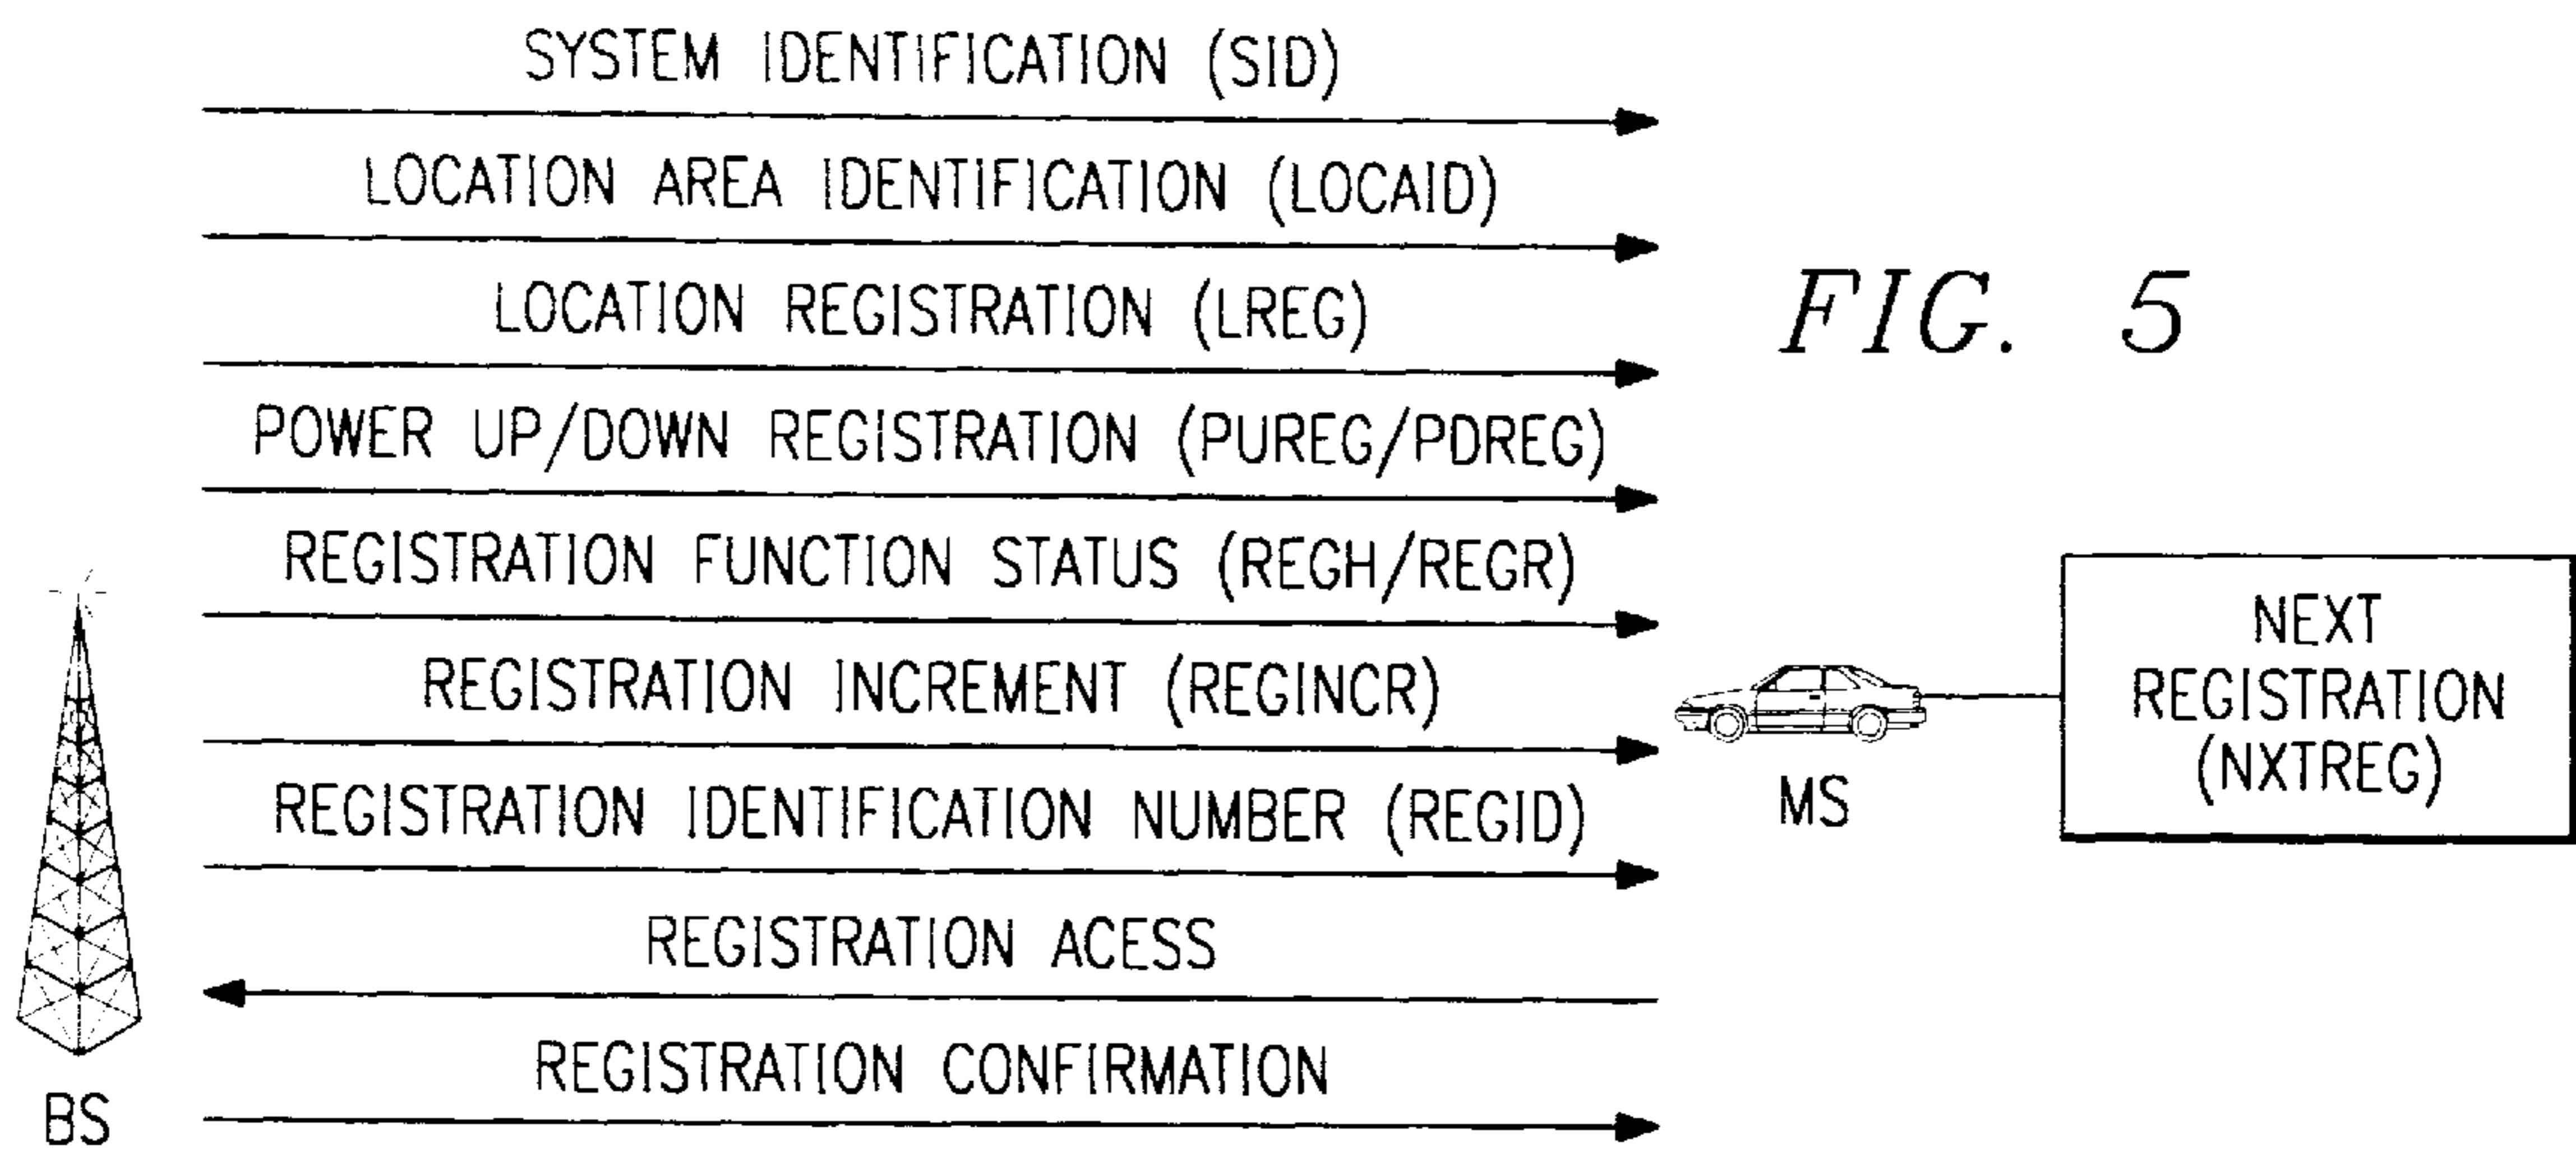 SYSTEM IDENTIFICATION (SID)
LOCATION AREA IDENTIFICATION (LOCAID)
LOCATION REGISTRATION (LREG)
FIG. 5
POWER UP/DOWN REGISTRATION (PUREG/PDREG)
REGISTRATION FUNCTION STATUS (REGH/REGR)
REGISTRATION INCREMENT (REGINCR)
REGISTRATION IDENTIFICATION NUMBER (REGID)
REGISTRATION ACESS
REGISTRATION CONFIRMATION
BS
MS
NEXT
REGISTRATION
(NXTREG)